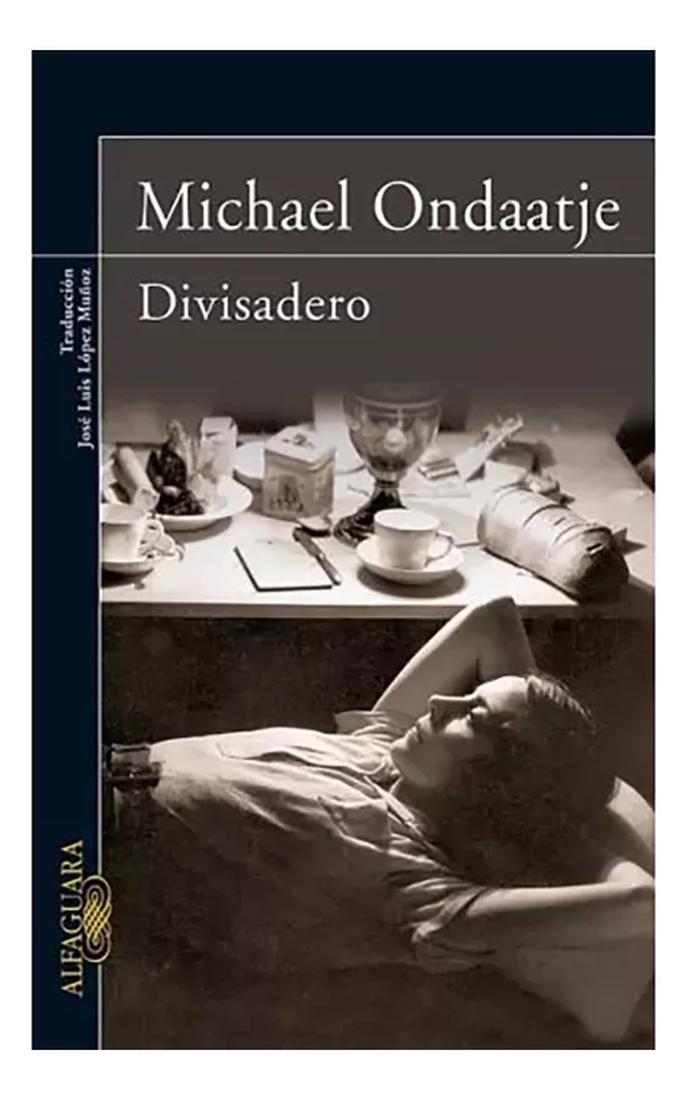 Michael Ondaatje
Divisadero
Traducción
José Luis López Muñoz
ALFAGUARA